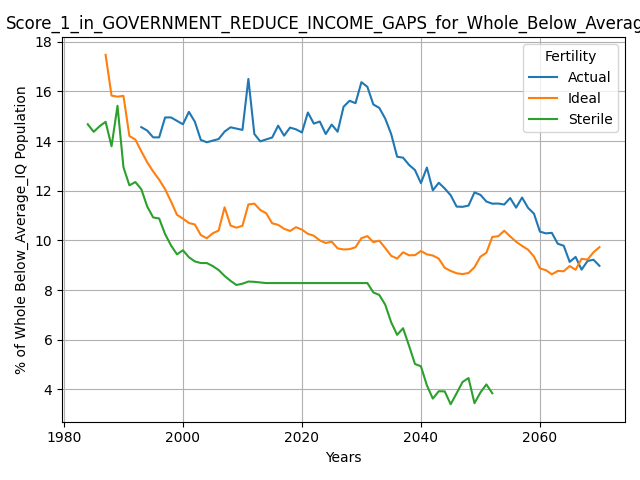 Score_1_in_GOVERNMENT_REDUCE_INCOME_GAPS_for_Whole_Below_Averag
18
16
14
12
10
8
6
4
% of Whole Below_Average_IQ Population
Fertility
Actual
Ideal
Sterile
1980 2000 2020 2040 2060
Years